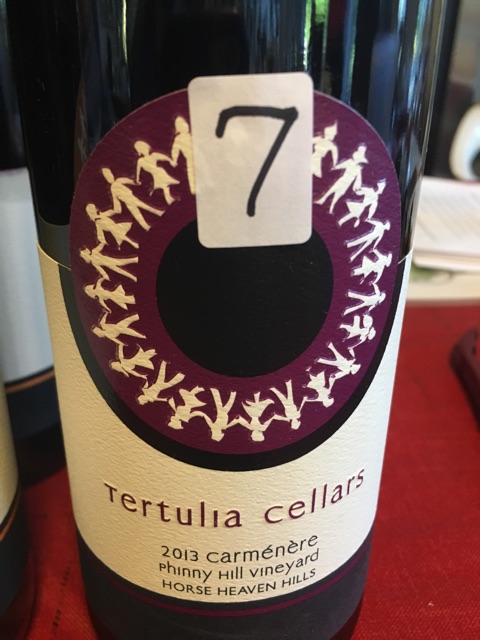 7
Tertulia cellars
2013 carménère
Phinny Hill vineyard
HORSE HEAVEN HILLS